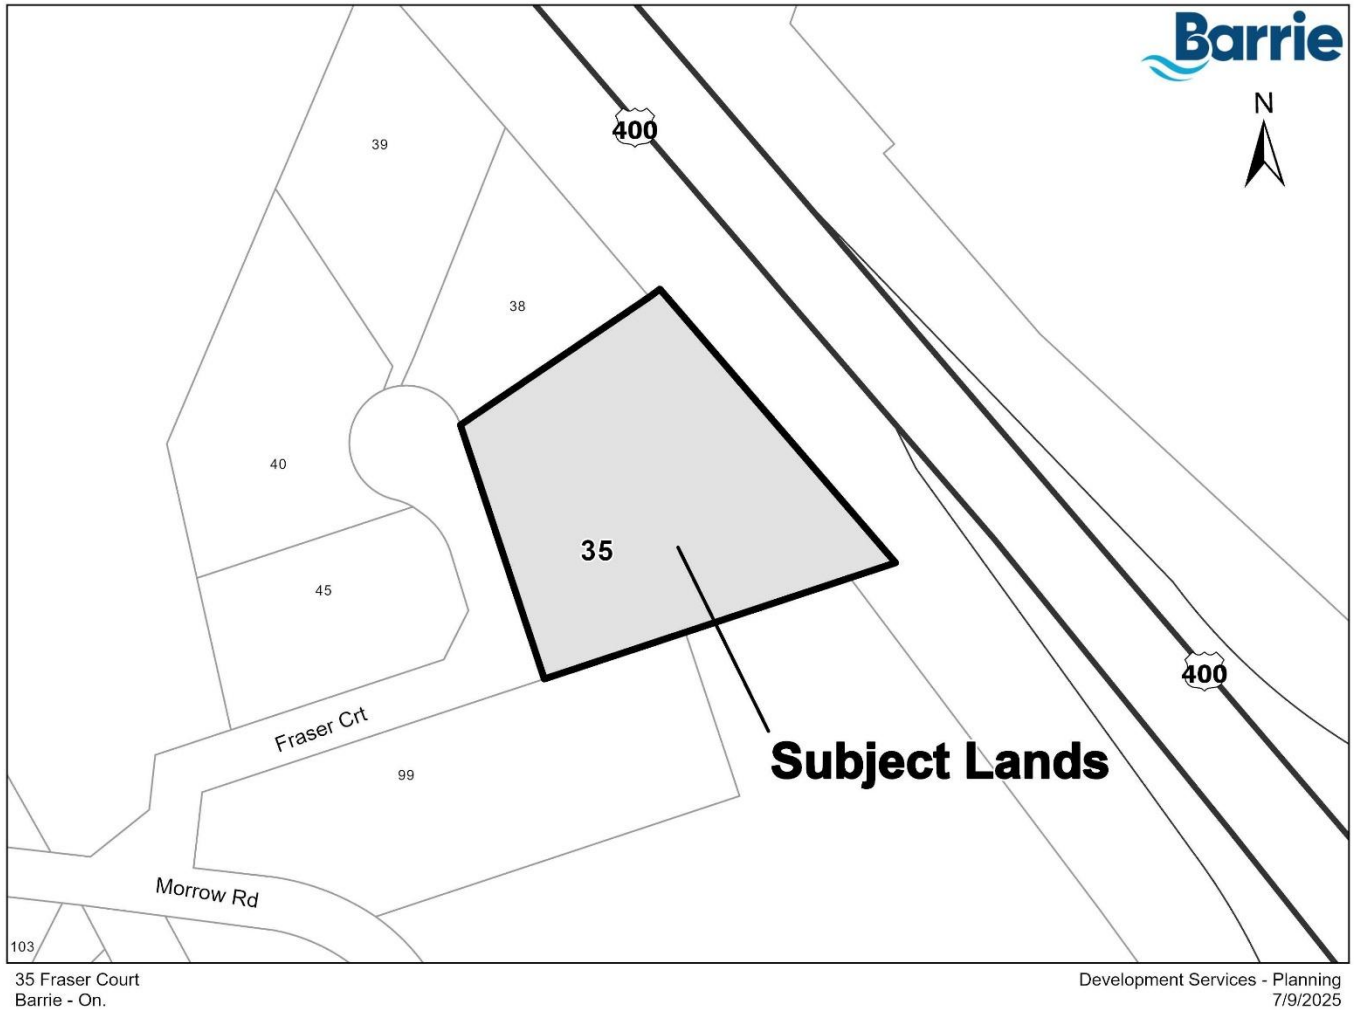 Barrie
N
400
39
38
40
35
45
400
Fraser Crt
Subject Lands
99
Morrow Rd
103
35 Fraser Court
Barrie - On.
Development Services - Planning
7/9/2025